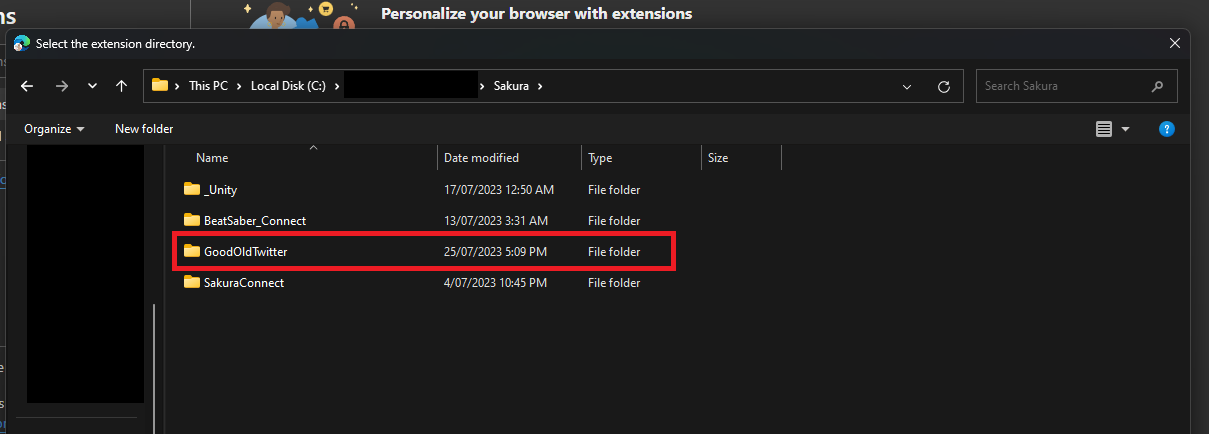 ns
Personalize your browser with extensions
Select the extension directory.
This PC Local Disk (C:) Sakura
Search Sakura
Organize New folder
Name Date modified Type Size
_Unity 17/07/2023 12:50 AM File folder
BeatSaber_Connect 13/07/2023 3:31 AM File folder
GoodOldTwitter 25/07/2023 5:09 PM File folder
SakuraConnect 4/07/2023 10:45 PM File folder